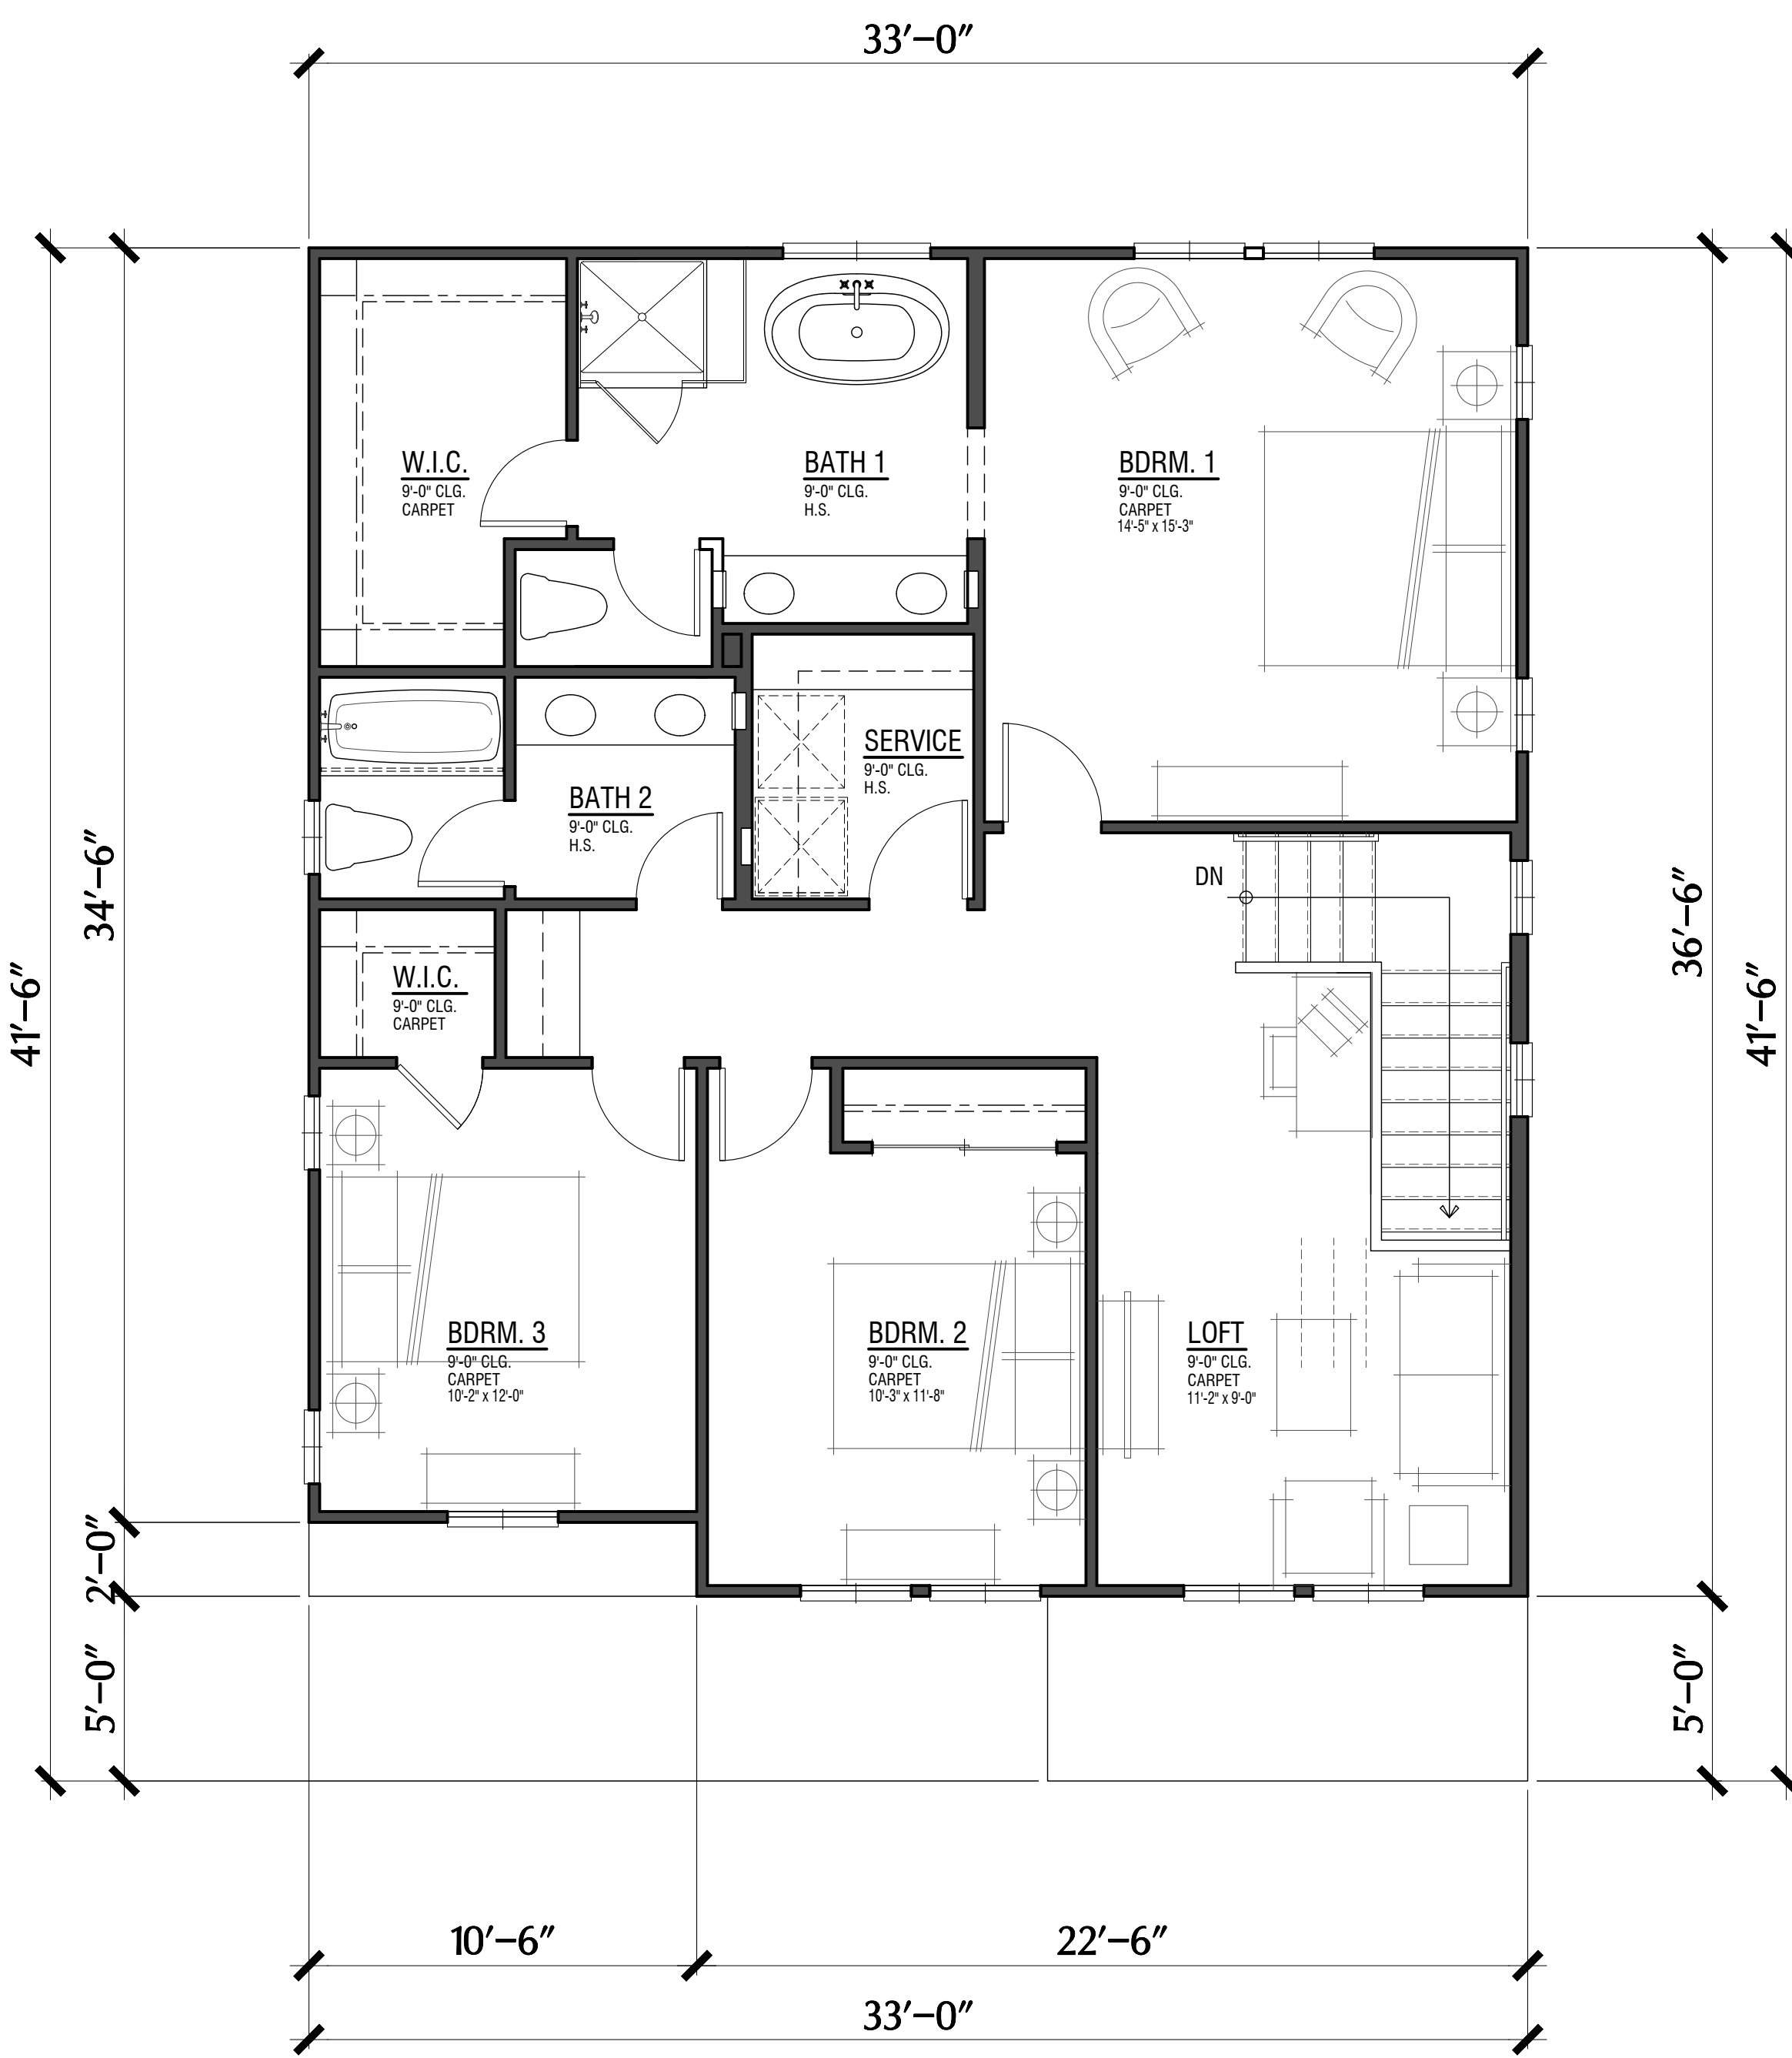 33'–0"
W.I.C.
9'-0" CLG.
CARPET
BATH 1
9'-0" CLG.
H.S.
BDRM. 1
9'-0" CLG.
CARPET
14'-5" x 15'-3"
SERVICE
9'-0" CLG.
H.S.
BATH 2
9'-0" CLG.
H.S.
DN
34'–6"
36'–6"
41'–6"
41'–6"
W.I.C.
9'-0" CLG.
CARPET
BDRM. 3
9'-0" CLG.
CARPET
10'-2" x 12'-0"
BDRM. 2
9'-0" CLG.
CARPET
10'-3" x 11'-8"
LOFT
9'-0" CLG.
CARPET
11'-2" x 9'-0"
2'–0"
5'–0"
5'–0"
10'–6"
22'–6"
33'–0"